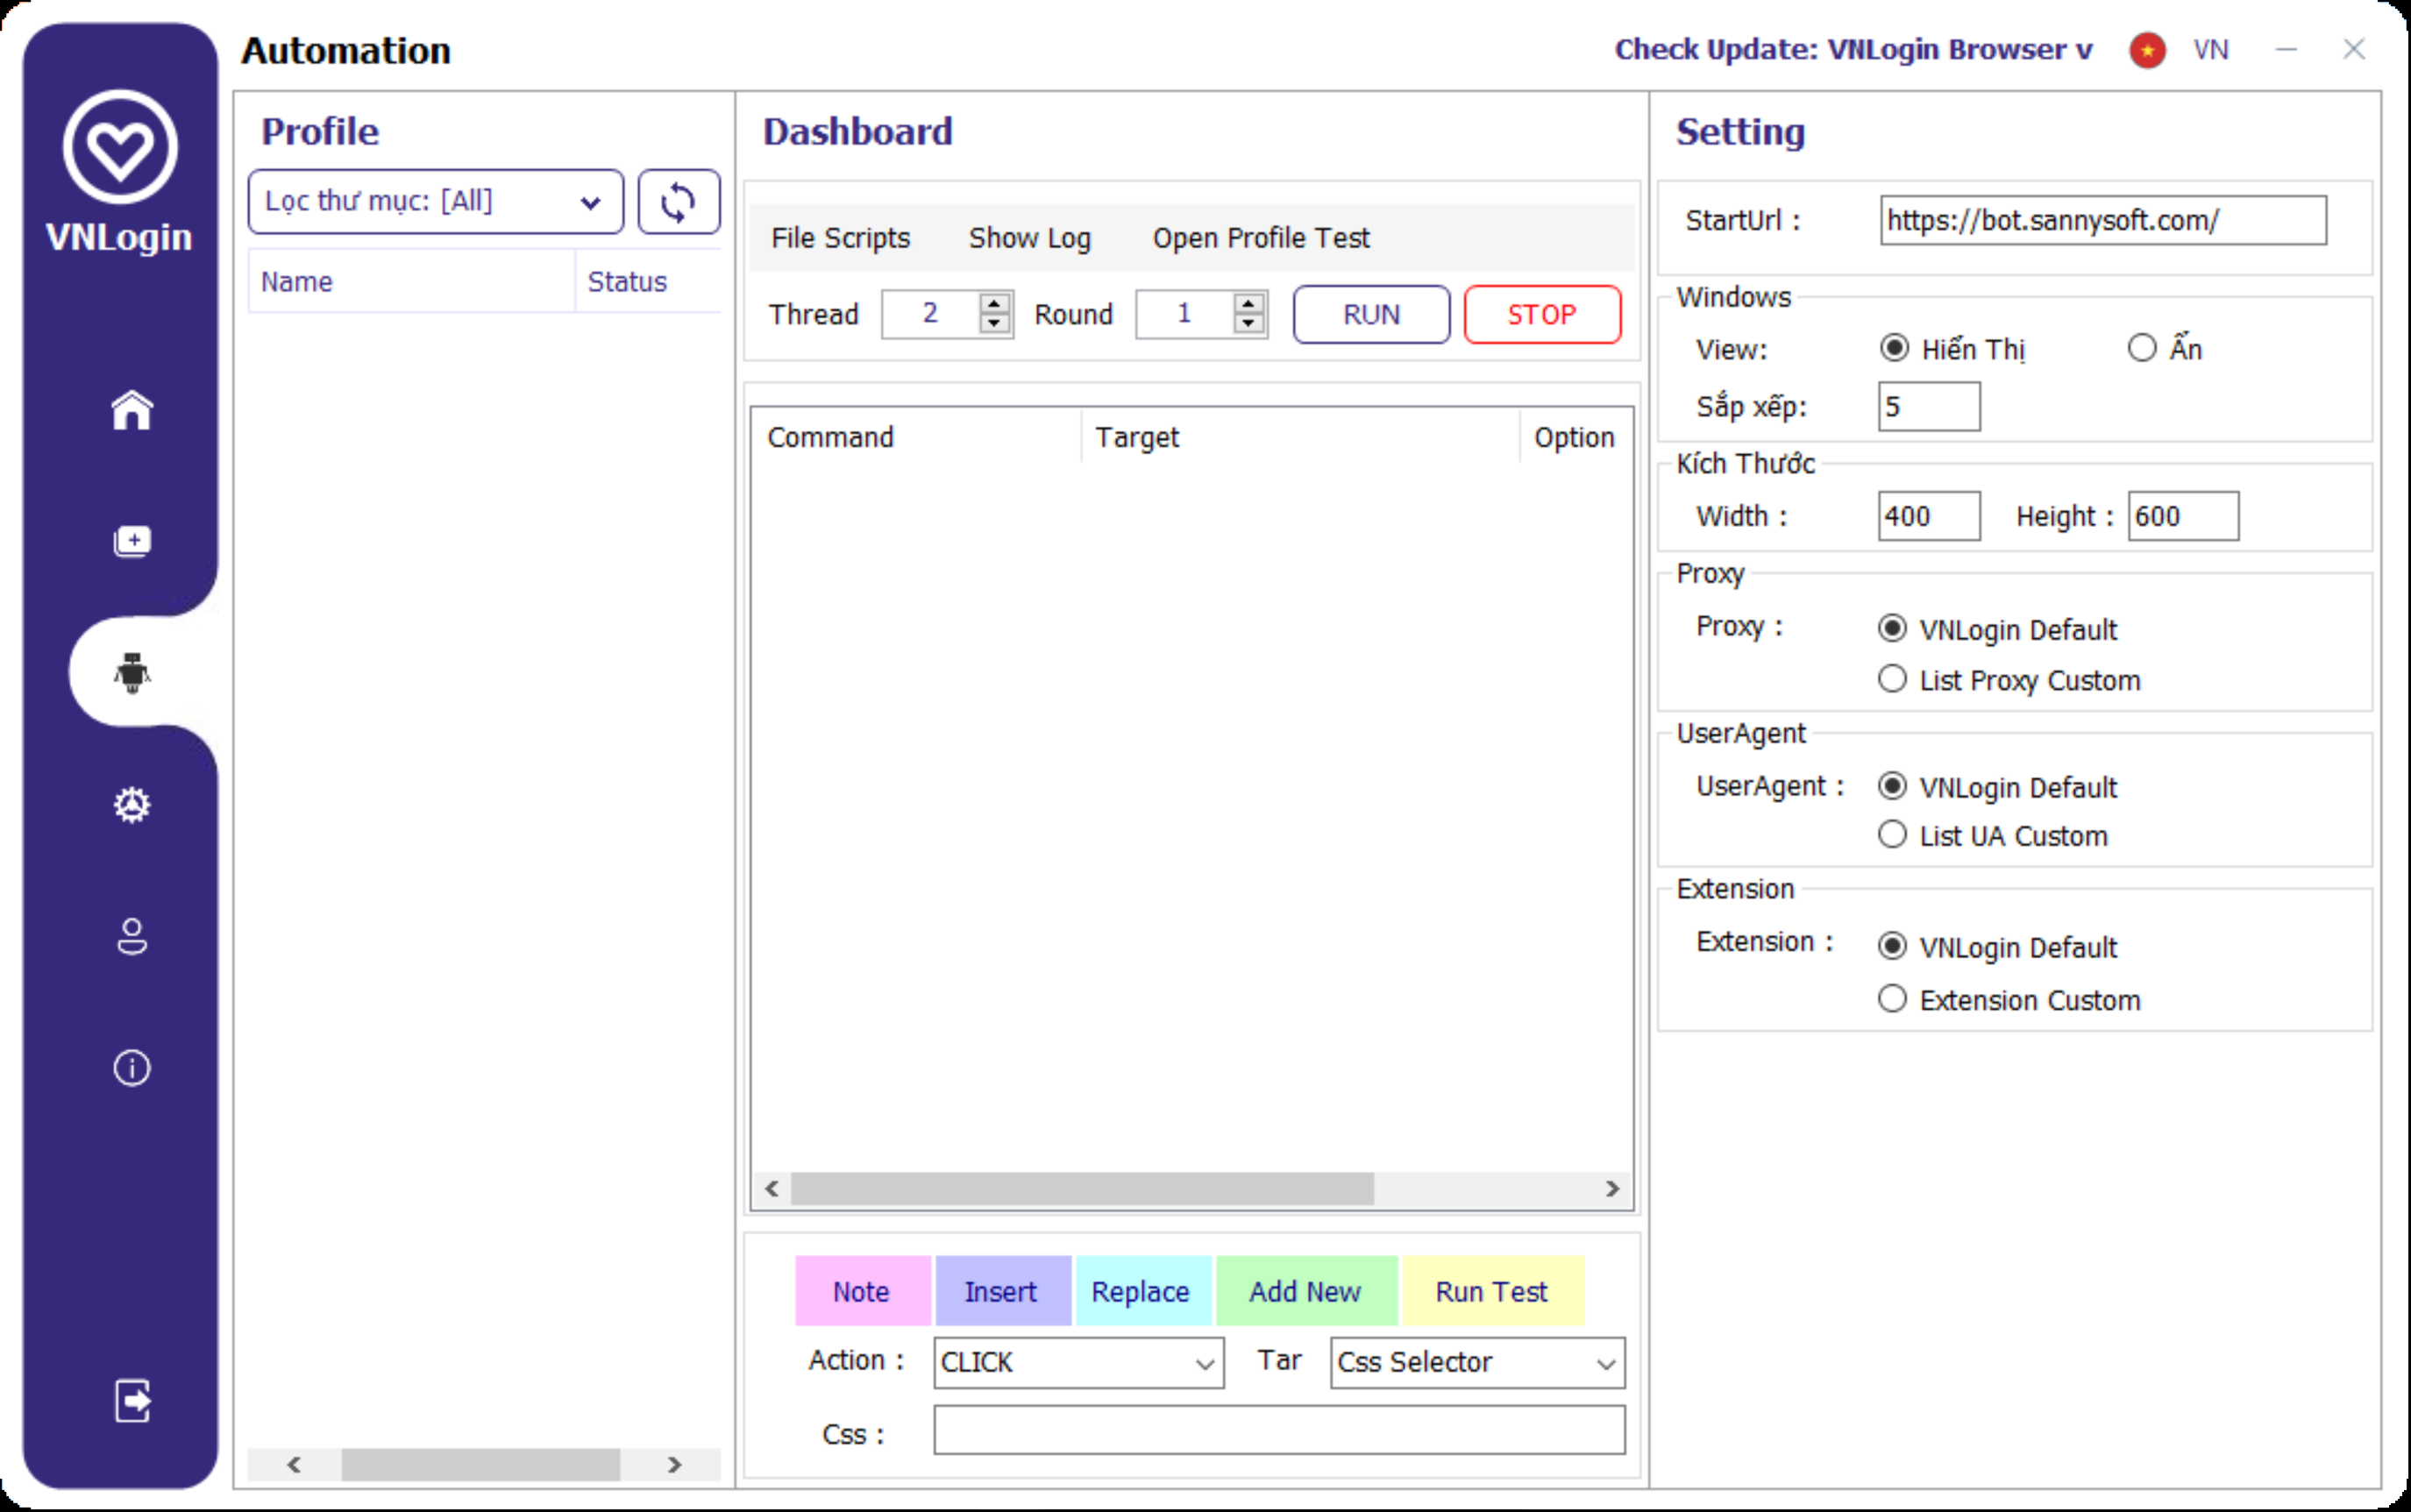 Automation
Check Update: VNLogin Browser v
VN
VNLogin
Profile
Lọc thư mục: [All]
Name
Status
Dashboard
File Scripts
Show Log
Open Profile Test
Thread
2
Round
1
RUN
STOP
Command
Target
Option
Note
Insert
Replace
Add New
Run Test
Action :
CLICK
Tar
Css Selector
Css :
Setting
StartUrl :
https://bot.sannysoft.com/
Windows
View:
Hiển Thị
Ẩn
Sắp xếp:
5
Kích Thước
Width :
400
Height :
600
Proxy
Proxy :
VNLogin Default
List Proxy Custom
UserAgent
UserAgent :
VNLogin Default
List UA Custom
Extension
Extension :
VNLogin Default
Extension Custom